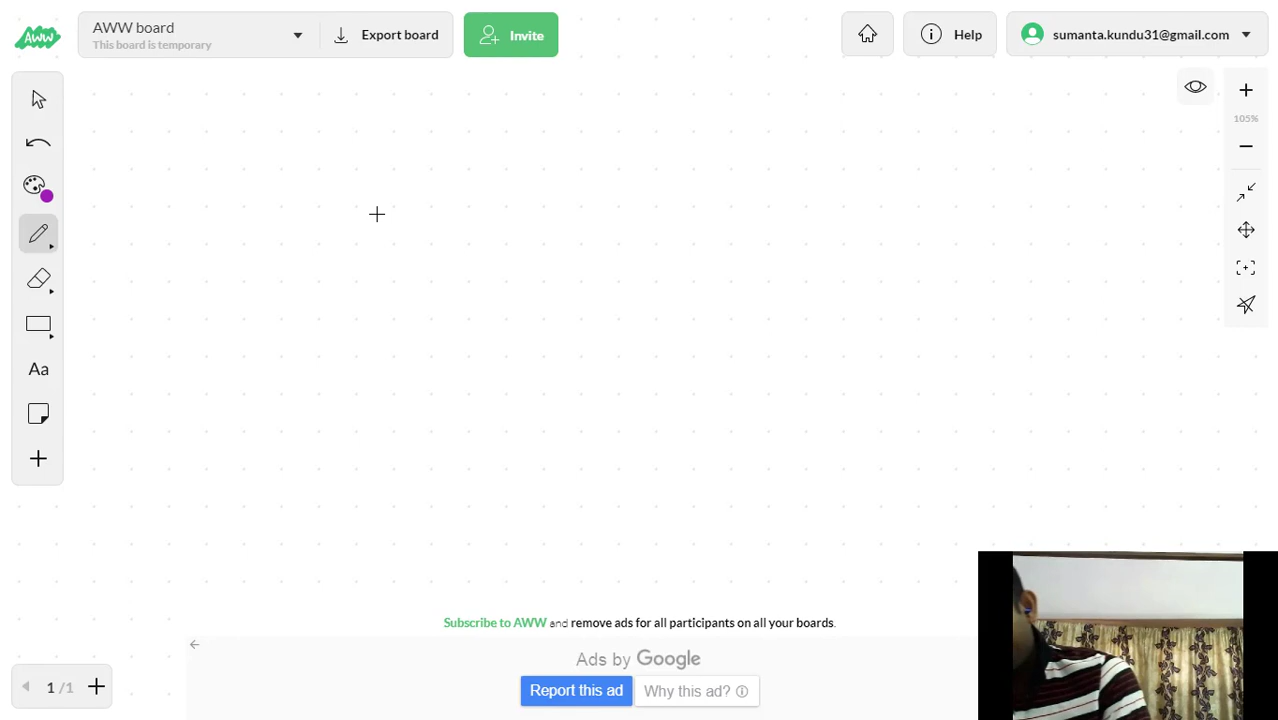 AWW
AWW board
This board is temporary
Export board
Invite
Help
sumanta.kundu31@gmail.com
105%
Aa
Subscribe to AWW and remove ads for all participants on all your boards.
Ads by Google
Report this ad
Why this ad?
1 /1